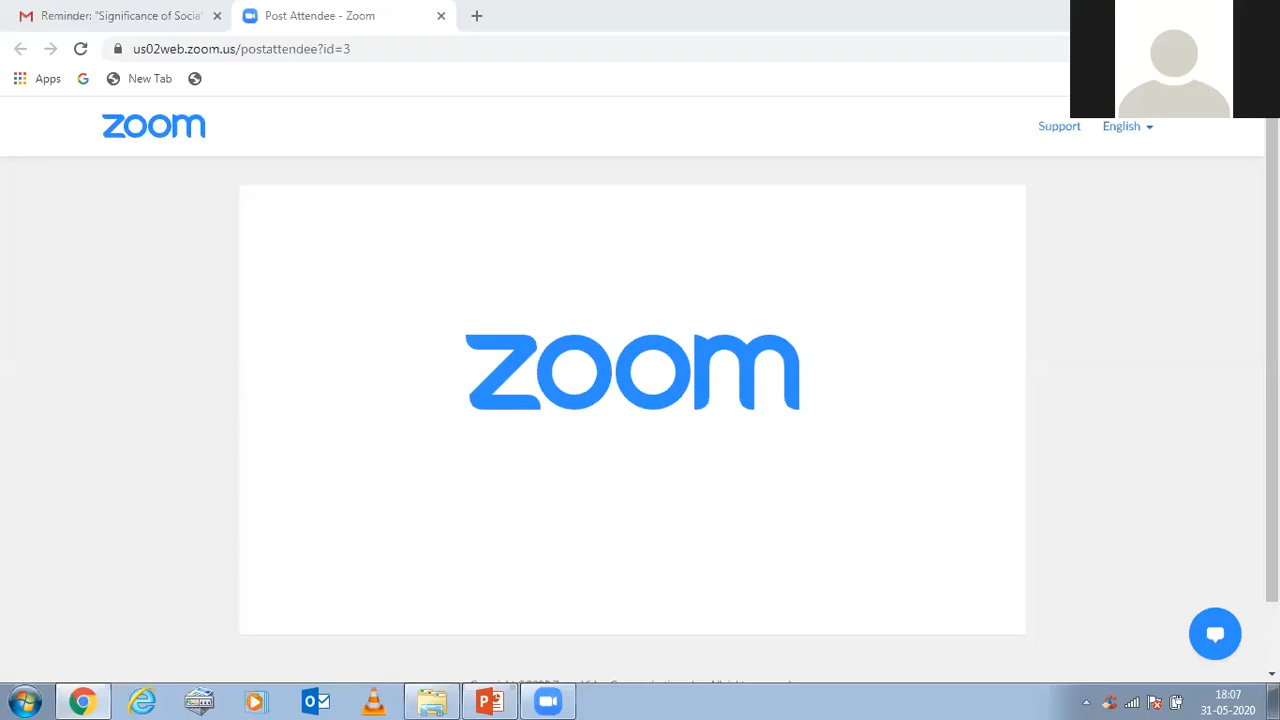 Reminder: "Significance of Socia
Post Attendee - Zoom
us02web.zoom.us/postattendee?id=3
Apps
New Tab
zoom
Support
English
zoom
18:07
31-05-2020